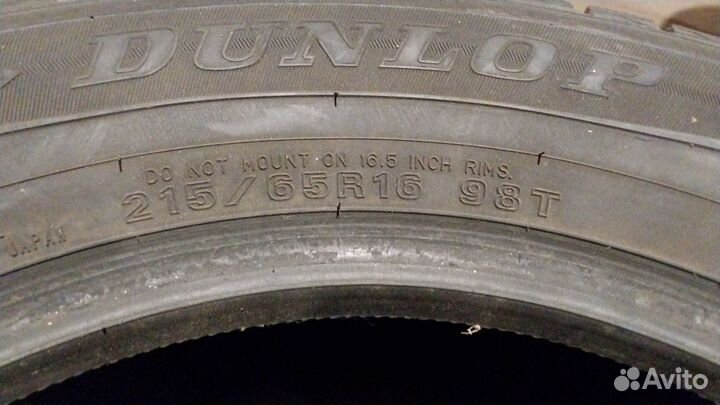 DUNLOP
DO NOT MOUNT ON 16.5 INCH RIMS.
215/65R16 98T
JAPAN
Avito